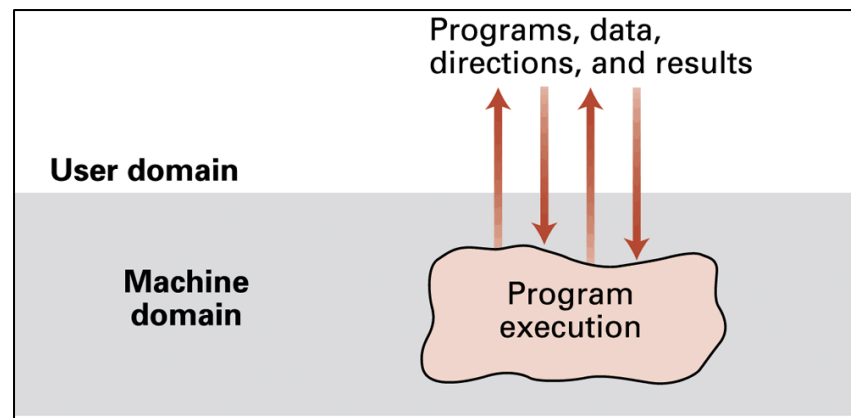 Programs, data,
directions, and results
User domain
Machine
domain
Program
execution